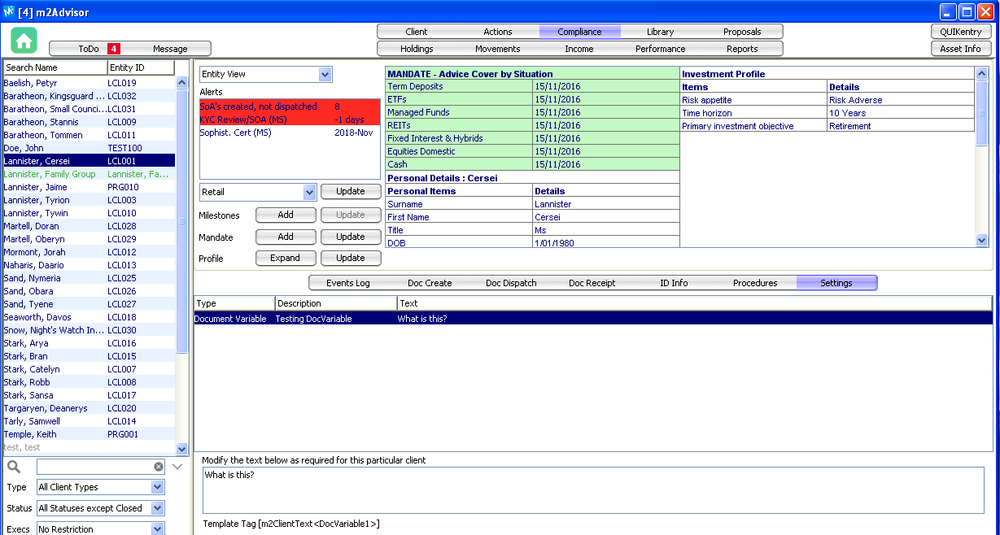 [4] m2Advisor
Client Actions Compliance Library Proposals QUIKentry
ToDo 4 Message Holdings Movements Income Performance Reports Asset Info
Search Name Entity ID
Baelish, Petyr LCL019
Baratheon, Kingsguard ... LCL032
Baratheon, Small Counci... LCL031
Baratheon, Stannis LCL009
Baratheon, Tommen LCL011
Doe, John TEST100
Lannister, Cersei LCL001
Lannister, Family Group Lannister, Fa...
Lannister, Jaime PRG010
Lannister, Tyrion LCL003
Lannister, Tywin LCL010
Martell, Doran LCL028
Martell, Oberyn LCL029
Mormont, Jorah LCL012
Naharis, Daario LCL013
Sand, Nymeria LCL025
Sand, Obara LCL026
Sand, Tyene LCL027
Seaworth, Davos LCL018
Snow, Night's Watch In... LCL030
Stark, Arya LCL016
Stark, Bran LCL015
Stark, Catelyn LCL007
Stark, Robb LCL008
Stark, Sansa LCL017
Targaryen, Deanerys LCL020
Tarly, Samwell LCL014
Temple, Keith PRG001
test, test
Type All Client Types
Status All Statuses except Closed
Execs No Restriction
Entity View
Alerts
SoA's created, not dispatched 8
KYC Review/SOA (MS) -1 days
Sophist. Cert (MS) 2018-Nov
Retail Update
Milestones Add Update
Mandate Add Update
Profile Expand Update
MANDATE - Advice Cover by Situation
Term Deposits 15/11/2016
ETFs 15/11/2016
Managed Funds 15/11/2016
REITs 15/11/2016
Fixed Interest & Hybrids 15/11/2016
Equities Domestic 15/11/2016
Cash 15/11/2016
Personal Details : Cersei
Personal Items Details
Surname Lannister
First Name Cersei
Title Ms
DOB 1/01/1980
Investment Profile
Items Details
Risk appetite Risk Adverse
Time horizon 10 Years
Primary investment objective Retirement
Events Log Doc Create Doc Dispatch Doc Receipt ID Info Procedures Settings
Type Description Text
Document Variable Testing DocVariable What is this?
Modify the text below as required for this particular client
What is this?
Template Tag [m2ClientText<DocVariable1>]